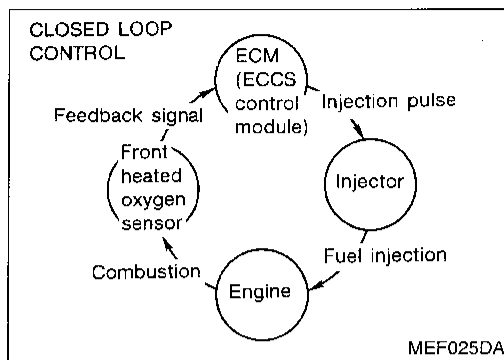 CLOSED LOOP
CONTROL
ECM
(ECCS
control
module)
Injection pulse
Injector
Fuel injection
Engine
Combustion
Front
heated
oxygen
sensor
Feedback signal
MEF025DA